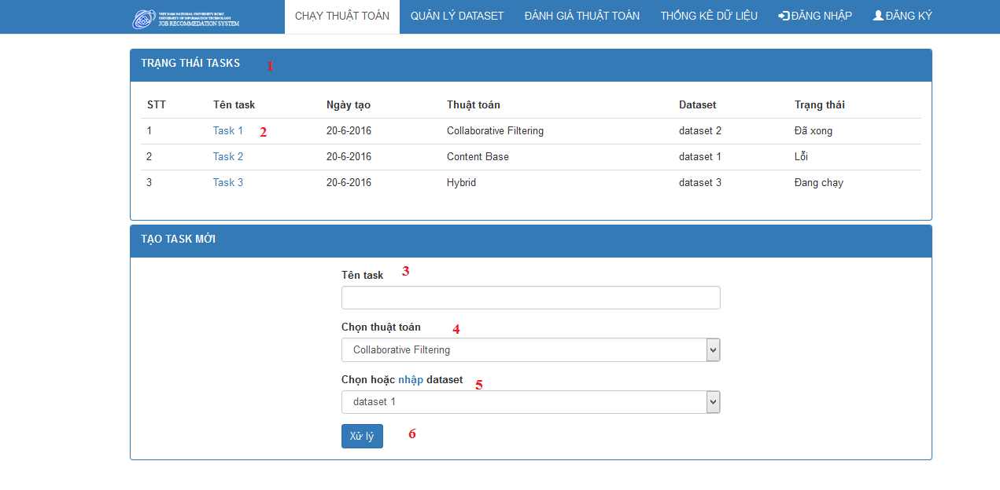 VIET NAM NATIONAL UNIVERSITY HCMC
UNIVERSITY OF INFORMATION TECHNOLOGY
JOB RECOMMEDATION SYSTEM
CHẠY THUẬT TOÁN QUẢN LÝ DATASET ĐÁNH GIÁ THUẬT TOÁN THỐNG KÊ DỮ LIỆU ĐĂNG NHẬP ĐĂNG KÝ
TRẠNG THÁI TASKS 1
STT Tên task Ngày tạo Thuật toán Dataset Trạng thái
1 Task 1 2 20-6-2016 Collaborative Filtering dataset 2 Đã xong
2 Task 2 20-6-2016 Content Base dataset 1 Lỗi
3 Task 3 20-6-2016 Hybrid dataset 3 Đang chạy
TẠO TASK MỚI
Tên task 3
Chọn thuật toán 4
Collaborative Filtering
Chọn hoặc nhập dataset 5
dataset 1
Xử lý 6